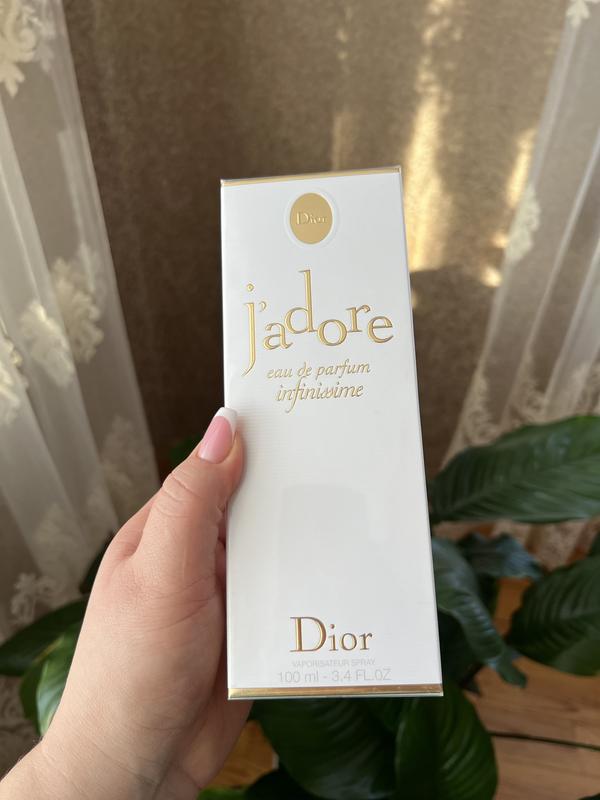 Dior
j'adore
eau de parfum
infinissime
Dior
VAPORISATEUR SPRAY
100 ml - 3.4 FL.OZ